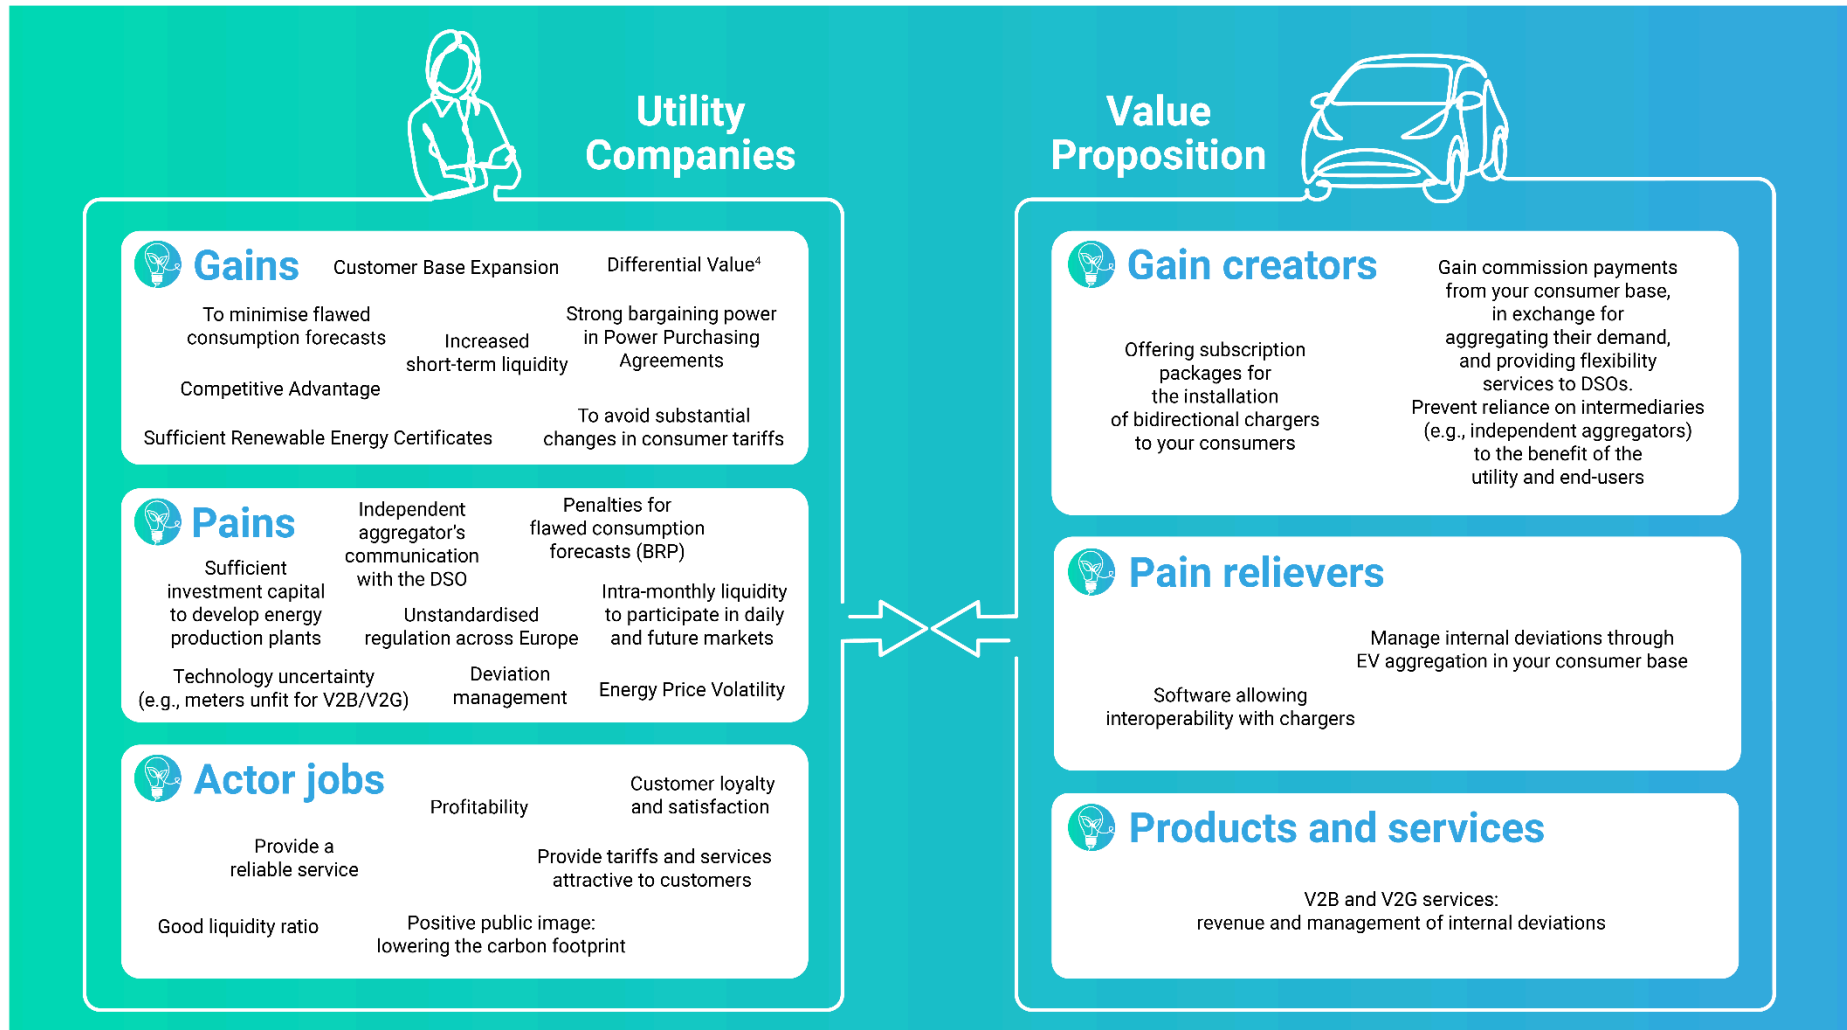 Utility
Companies
Gains
Customer Base Expansion
Differential Value⁴
To minimise flawed
consumption forecasts
Increased
short-term liquidity
Strong bargaining power
in Power Purchasing
Agreements
Competitive Advantage
Sufficient Renewable Energy Certificates
To avoid substantial
changes in consumer tariffs
Pains
Independent
aggregator's
communication
with the DSO
Penalties for
flawed consumption
forecasts (BRP)
Sufficient
investment capital
to develop energy
production plants
Unstandardised
regulation across Europe
Intra-monthly liquidity
to participate in daily
and future markets
Technology uncertainty
(e.g., meters unfit for V2B/V2G)
Deviation
management
Energy Price Volatility
Actor jobs
Profitability
Customer loyalty
and satisfaction
Provide a
reliable service
Provide tariffs and services
attractive to customers
Good liquidity ratio
Positive public image:
lowering the carbon footprint
Value
Proposition
Gain creators
Offering subscription
packages for
the installation
of bidirectional chargers
to your consumers
Gain commission payments
from your consumer base,
in exchange for
aggregating their demand,
and providing flexibility
services to DSOs.
Prevent reliance on intermediaries
(e.g., independent aggregators)
to the benefit of the
utility and end-users
Pain relievers
Manage internal deviations through
EV aggregation in your consumer base
Software allowing
interoperability with chargers
Products and services
V2B and V2G services:
revenue and management of internal deviations